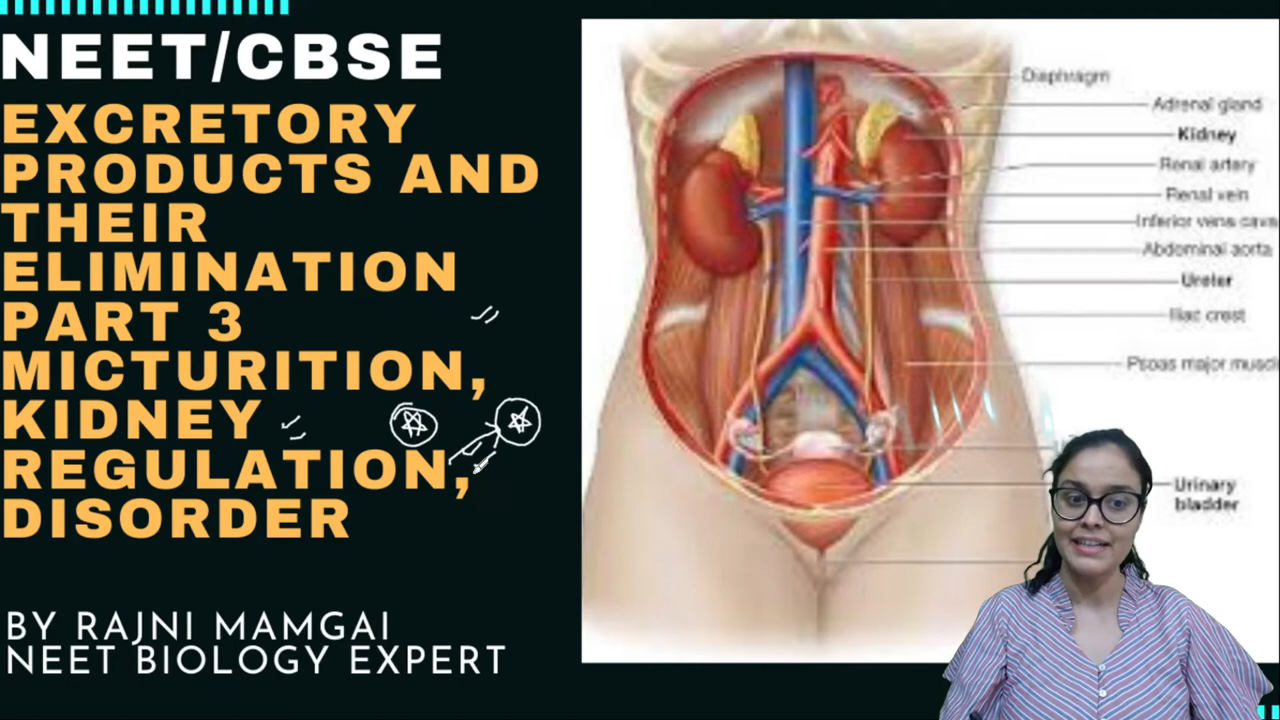 NEET/CBSE
EXCRETORY
PRODUCTS AND
THEIR
ELIMINATION
PART 3
MICTURITION,
KIDNEY
REGULATION,
DISORDER
BY RAJNI MAMGAI
NEET BIOLOGY EXPERT
Diaphragm
Adrenal gland
Kidney
Renal artery
Renal vein
Inferior vena cava
Abdominal aorta
Ureter
Iliac crest
Psoas major muscl
Urinary
bladder